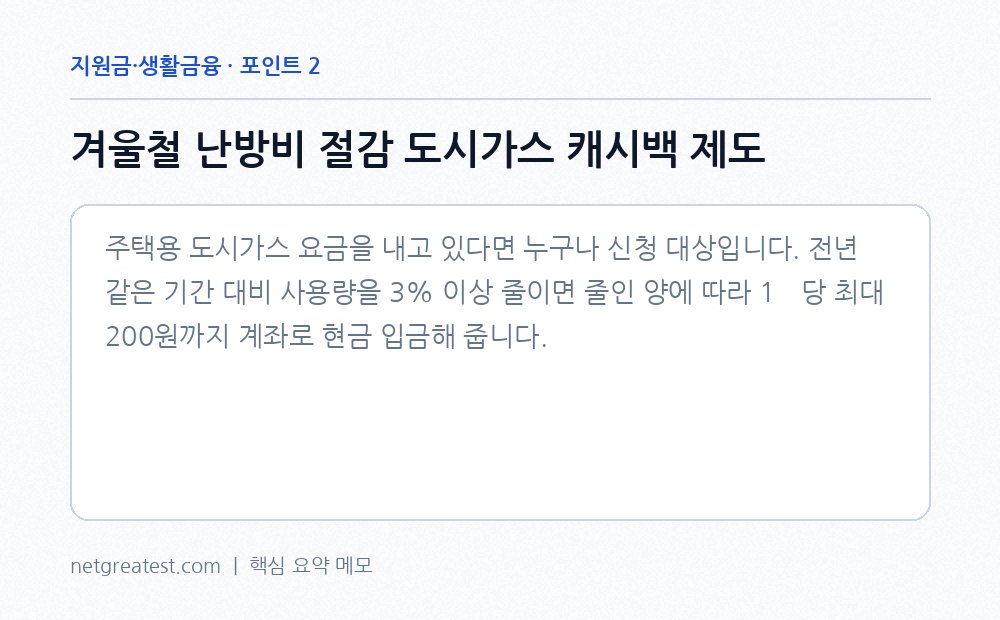 지원금·생활금융 · 포인트 2
겨울철 난방비 절감 도시가스 캐시백 제도
주택용 도시가스 요금을 내고 있다면 누구나 신청 대상입니다. 전년
같은 기간 대비 사용량을 3% 이상 줄이면 줄인 양에 따라 1 당 최대
200원까지 계좌로 현금 입금해 줍니다.
netgreatest.com | 핵심 요약 메모